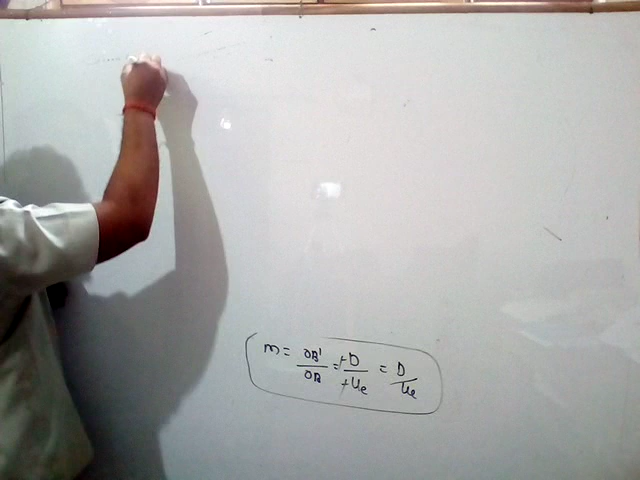 m = OB'/OB = +D/+ue = D/ue